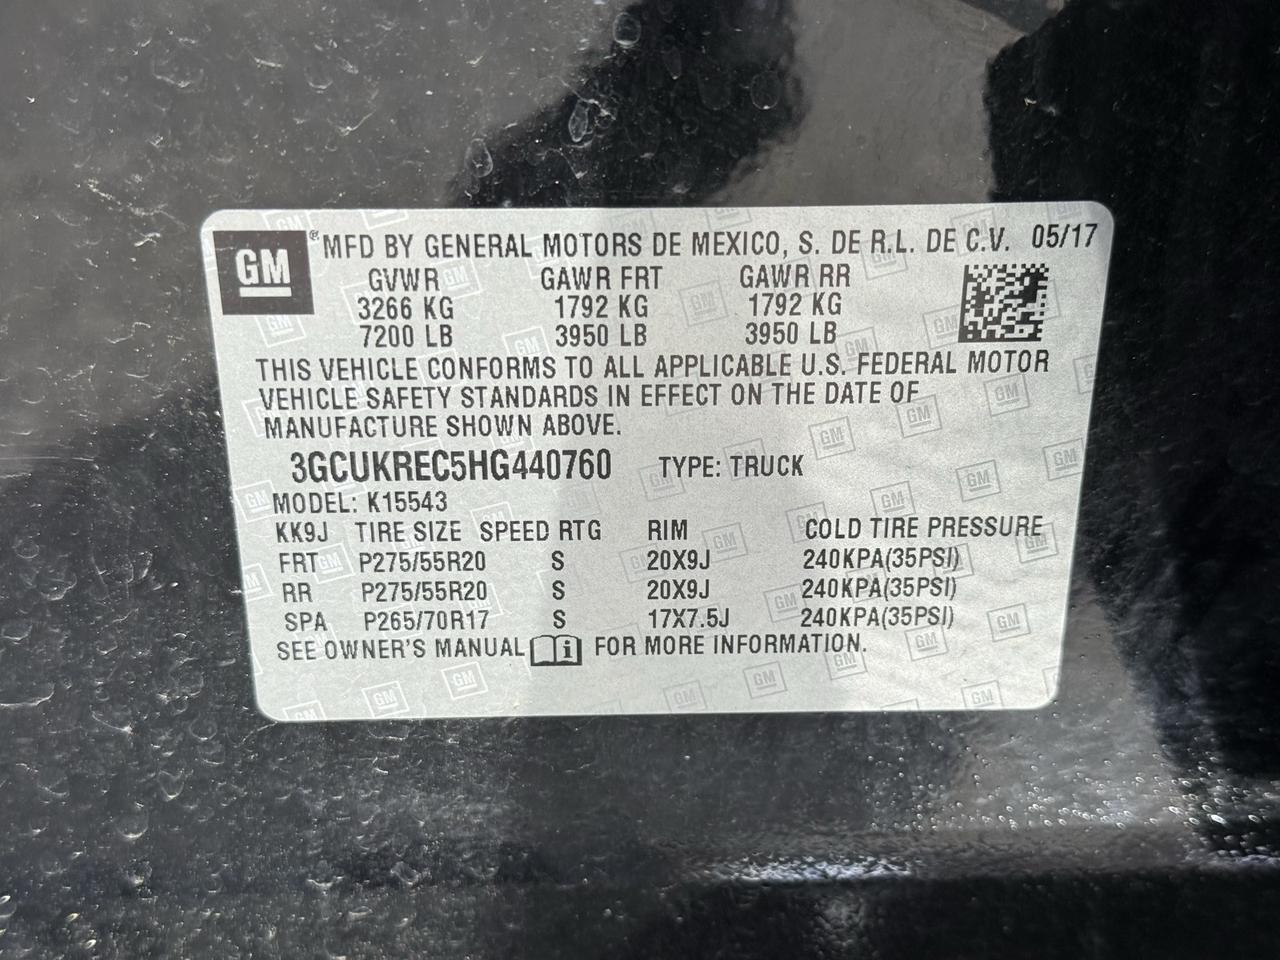 GM ® MFD BY GENERAL MOTORS DE MEXICO, S. DE R.L. DE C.V. 05/17
GVWR GAWR FRT GAWR RR
3266 KG 1792 KG 1792 KG
7200 LB 3950 LB 3950 LB
THIS VEHICLE CONFORMS TO ALL APPLICABLE U.S. FEDERAL MOTOR
VEHICLE SAFETY STANDARDS IN EFFECT ON THE DATE OF
MANUFACTURE SHOWN ABOVE.
3GCUKREC5HG440760 TYPE: TRUCK
MODEL: K15543
KK9J TIRE SIZE SPEED RTG RIM COLD TIRE PRESSURE
FRT P275/55R20 S 20X9J 240KPA(35PSI)
RR P275/55R20 S 20X9J 240KPA(35PSI)
SPA P265/70R17 S 17X7.5J 240KPA(35PSI)
SEE OWNER'S MANUAL i FOR MORE INFORMATION.